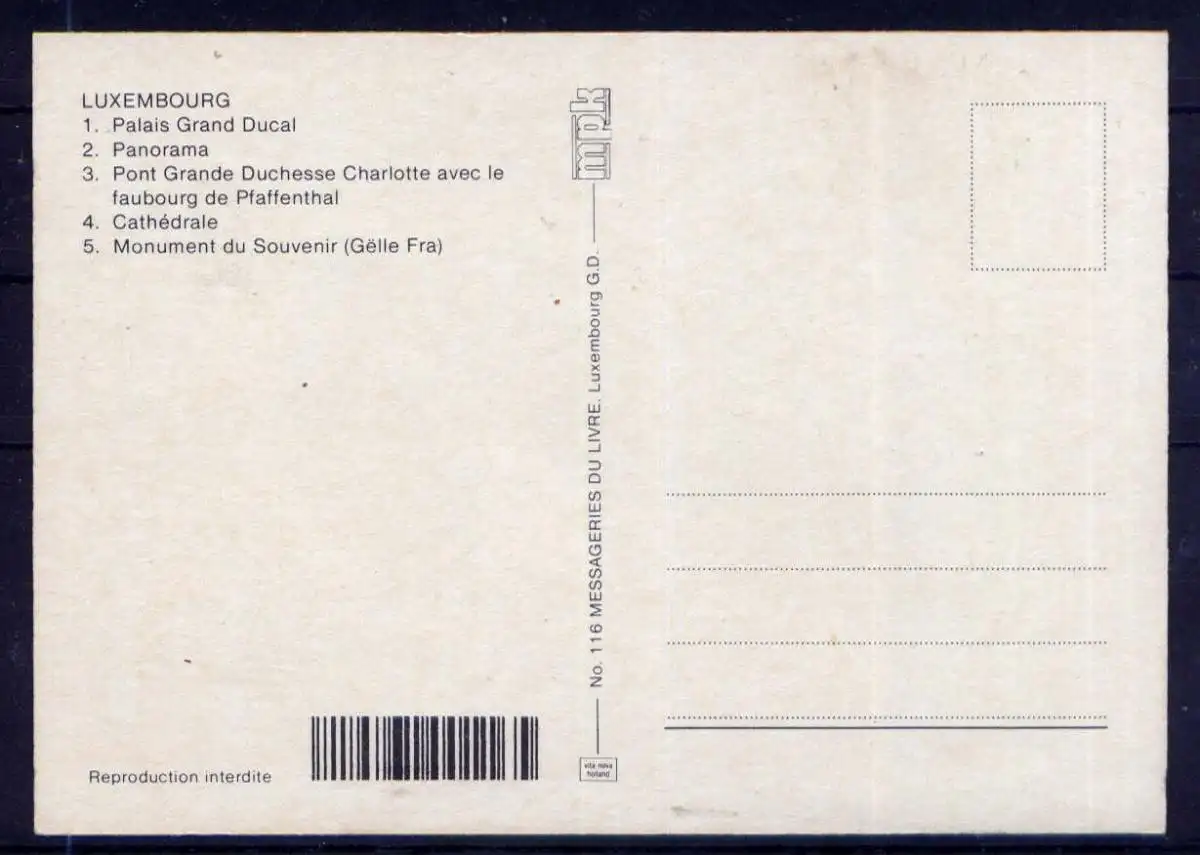 LUXEMBOURG
1. Palais Grand Ducal
2. Panorama
3. Pont Grande Duchesse Charlotte avec le
faubourg de Pfaffenthal
4. Cathédrale
5. Monument du Souvenir (Gëlle Fra)
Reproduction interdite
mpk
No. 116 MESSAGERIES DU LIVRE. Luxembourg G.D.
vita nova
holland